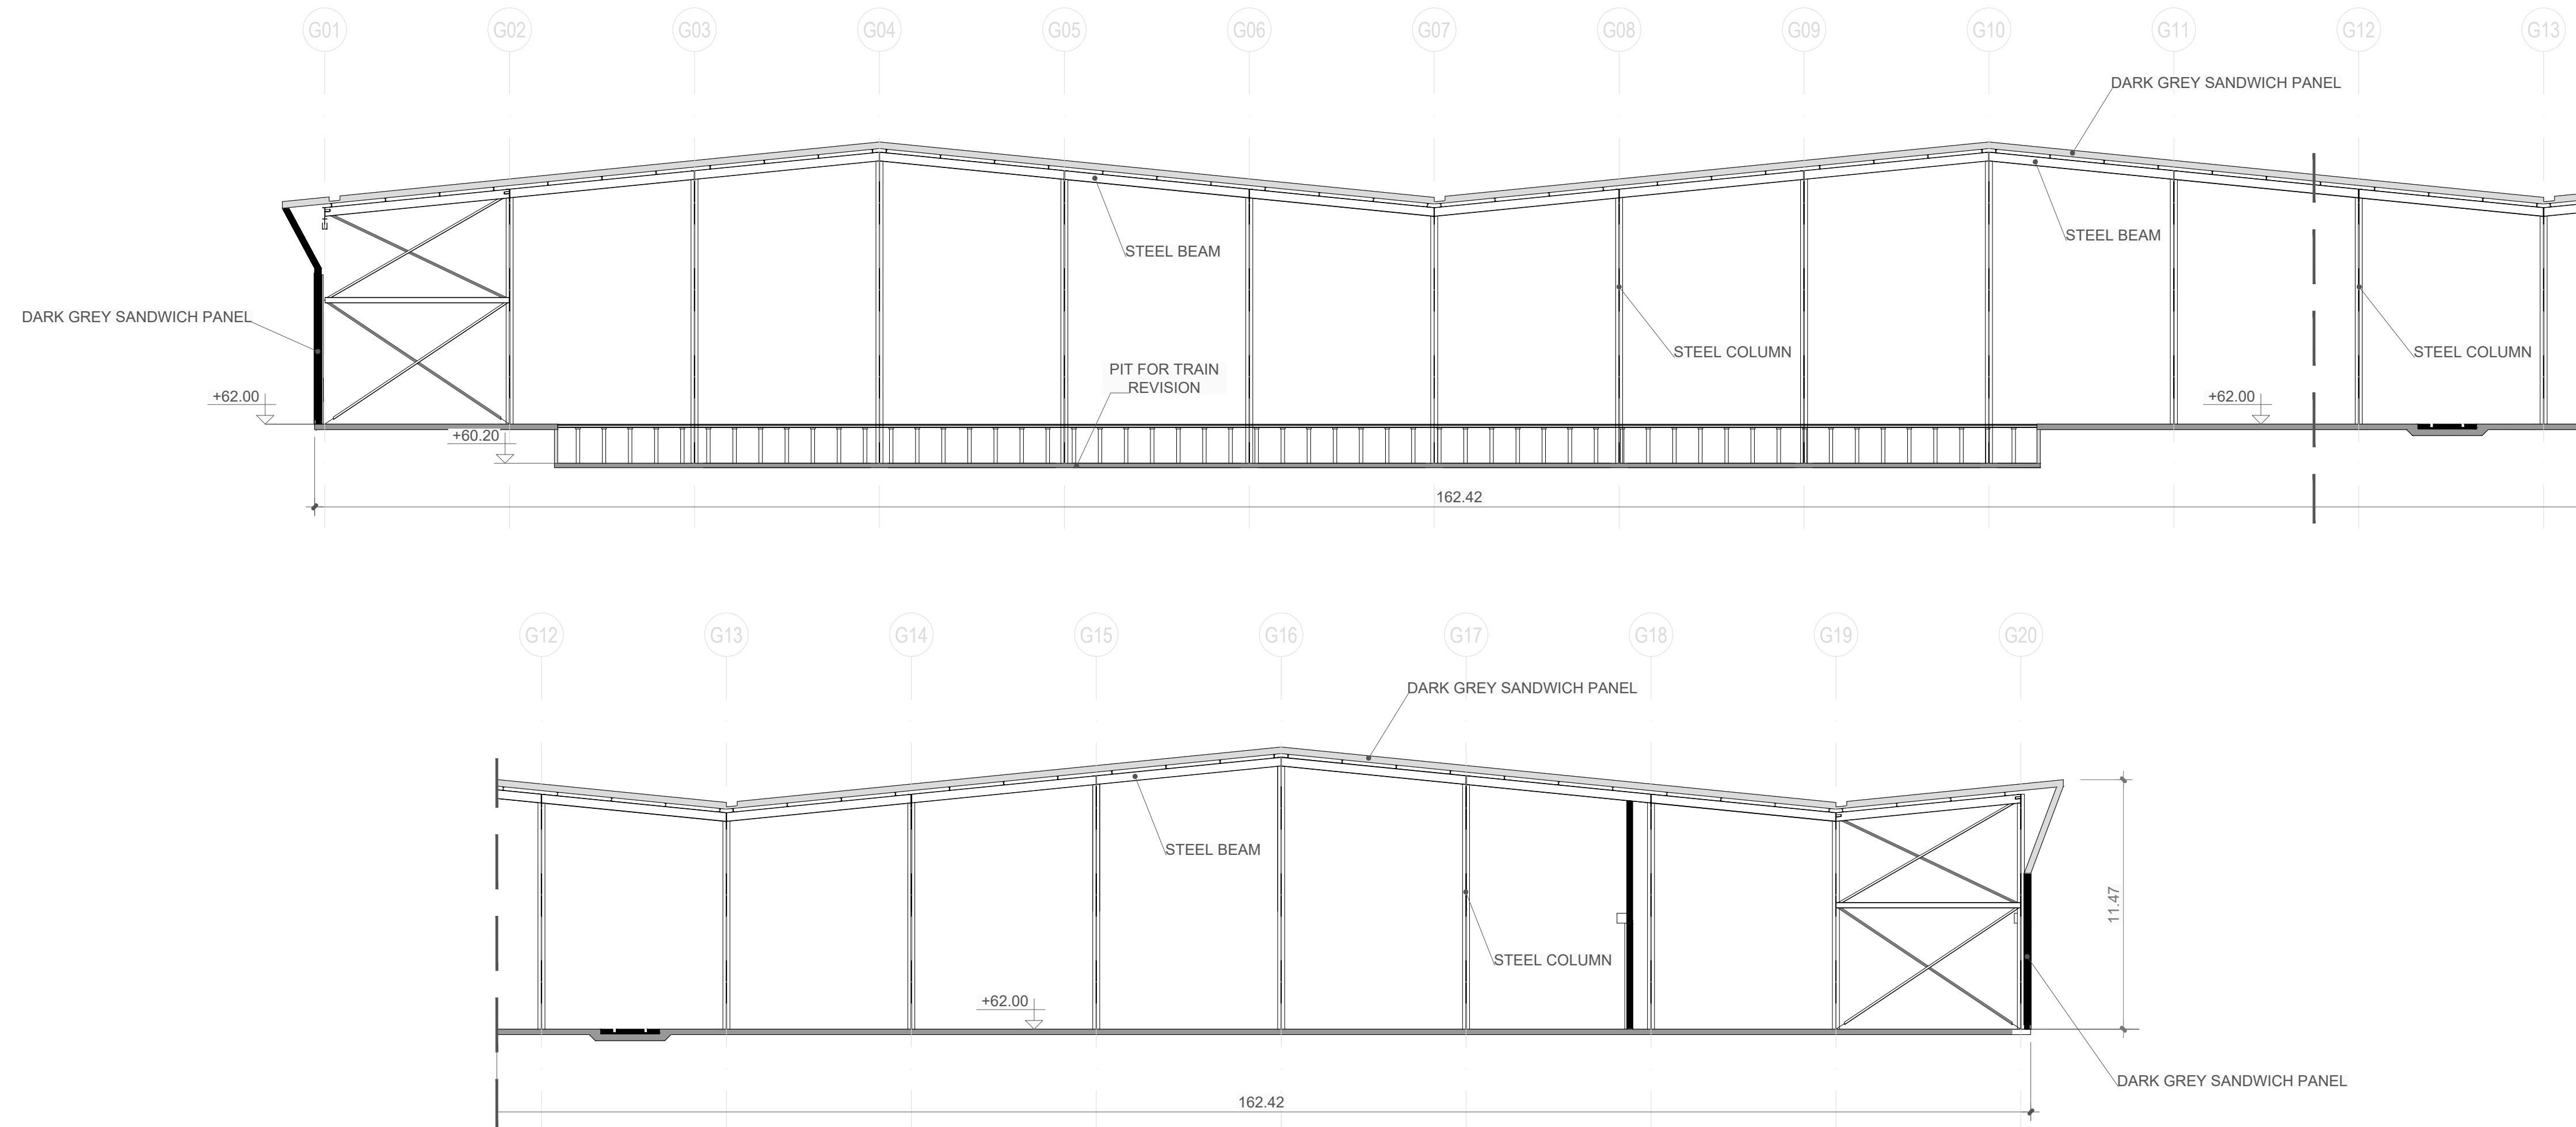 G01 G02 G03 G04 G05 G06 G07 G08 G09 G10 G11 G12 G13
DARK GREY SANDWICH PANEL
STEEL BEAM
STEEL BEAM
DARK GREY SANDWICH PANEL
STEEL COLUMN
STEEL COLUMN
PIT FOR TRAIN
REVISION
+62.00
+62.00
+60.20
162.42
G12 G13 G14 G15 G16 G17 G18 G19 G20
DARK GREY SANDWICH PANEL
STEEL BEAM
11.47
STEEL COLUMN
+62.00
DARK GREY SANDWICH PANEL
162.42